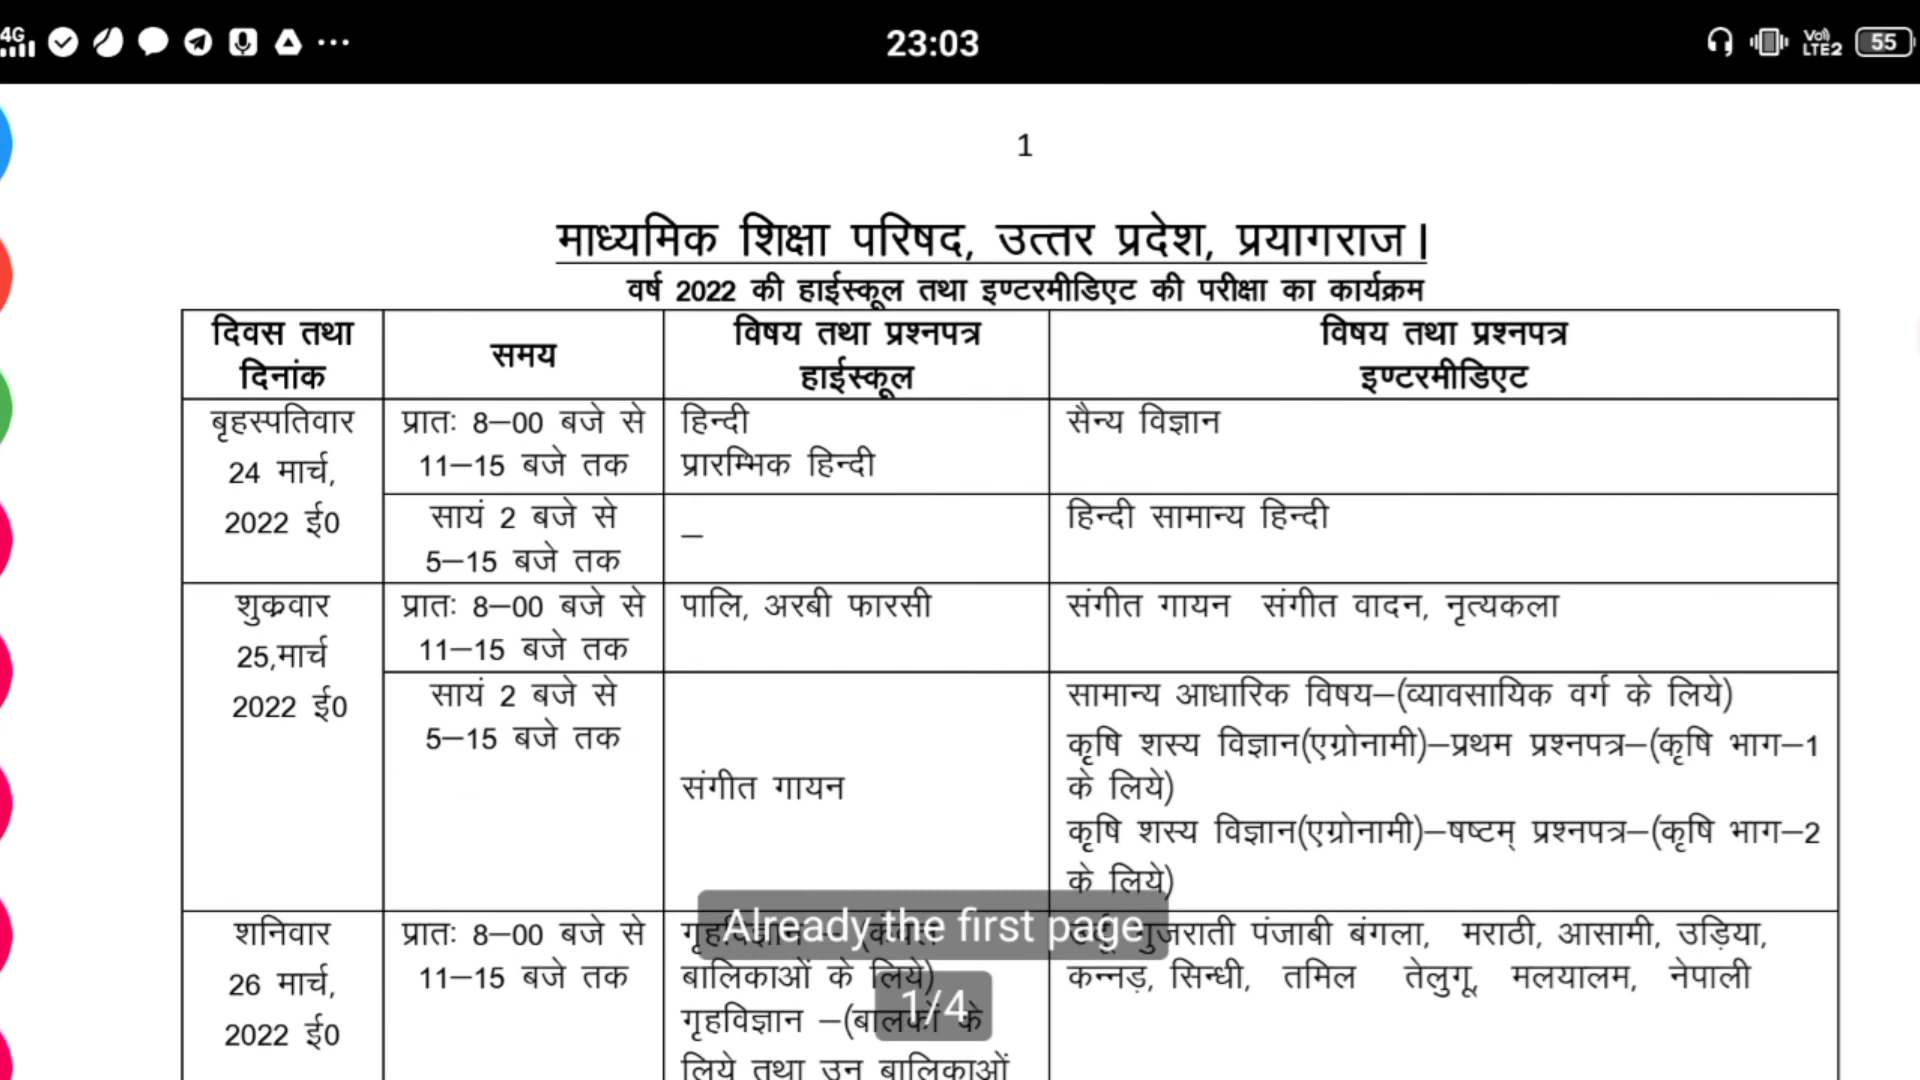 4G
23:03
Vo)) LTE2
55
1
माध्यमिक शिक्षा परिषद, उत्तर प्रदेश, प्रयागराज।
वर्ष 2022 की हाईस्कूल तथा इण्टरमीडिएट की परीक्षा का कार्यक्रम
दिवस तथा
दिनांक
समय
विषय तथा प्रश्नपत्र
हाईस्कूल
विषय तथा प्रश्नपत्र
इण्टरमीडिएट
बृहस्पतिवार
24 मार्च,
2022 ई0
प्रातः 8–00 बजे से
11–15 बजे तक
हिन्दी
प्रारम्भिक हिन्दी
सैन्य विज्ञान
सायं 2 बजे से
5–15 बजे तक
–
हिन्दी सामान्य हिन्दी
शुक्रवार
25,मार्च
2022 ई0
प्रातः 8–00 बजे से
11–15 बजे तक
पालि, अरबी फारसी
संगीत गायन संगीत वादन, नृत्यकला
सायं 2 बजे से
5–15 बजे तक
संगीत गायन
सामान्य आधारिक विषय–(व्यावसायिक वर्ग के लिये)
कृषि शस्य विज्ञान(एग्रोनामी)–प्रथम प्रश्नपत्र–(कृषि भाग–1
के लिये)
कृषि शस्य विज्ञान(एग्रोनामी)–षष्टम् प्रश्नपत्र–(कृषि भाग–2
के लिये)
शनिवार
26 मार्च,
2022 ई0
प्रातः 8–00 बजे से
11–15 बजे तक
गृहविज्ञान – (केवल
बालिकाओं के लिये)
गृहविज्ञान –(बालकों के
लिये तथा उन बालिकाओं
गुजराती पंजाबी बंगला, मराठी, आसामी, उड़िया,
कन्नड़, सिन्धी, तमिल तेलुगू, मलयालम, नेपाली
Already the first page
1/4